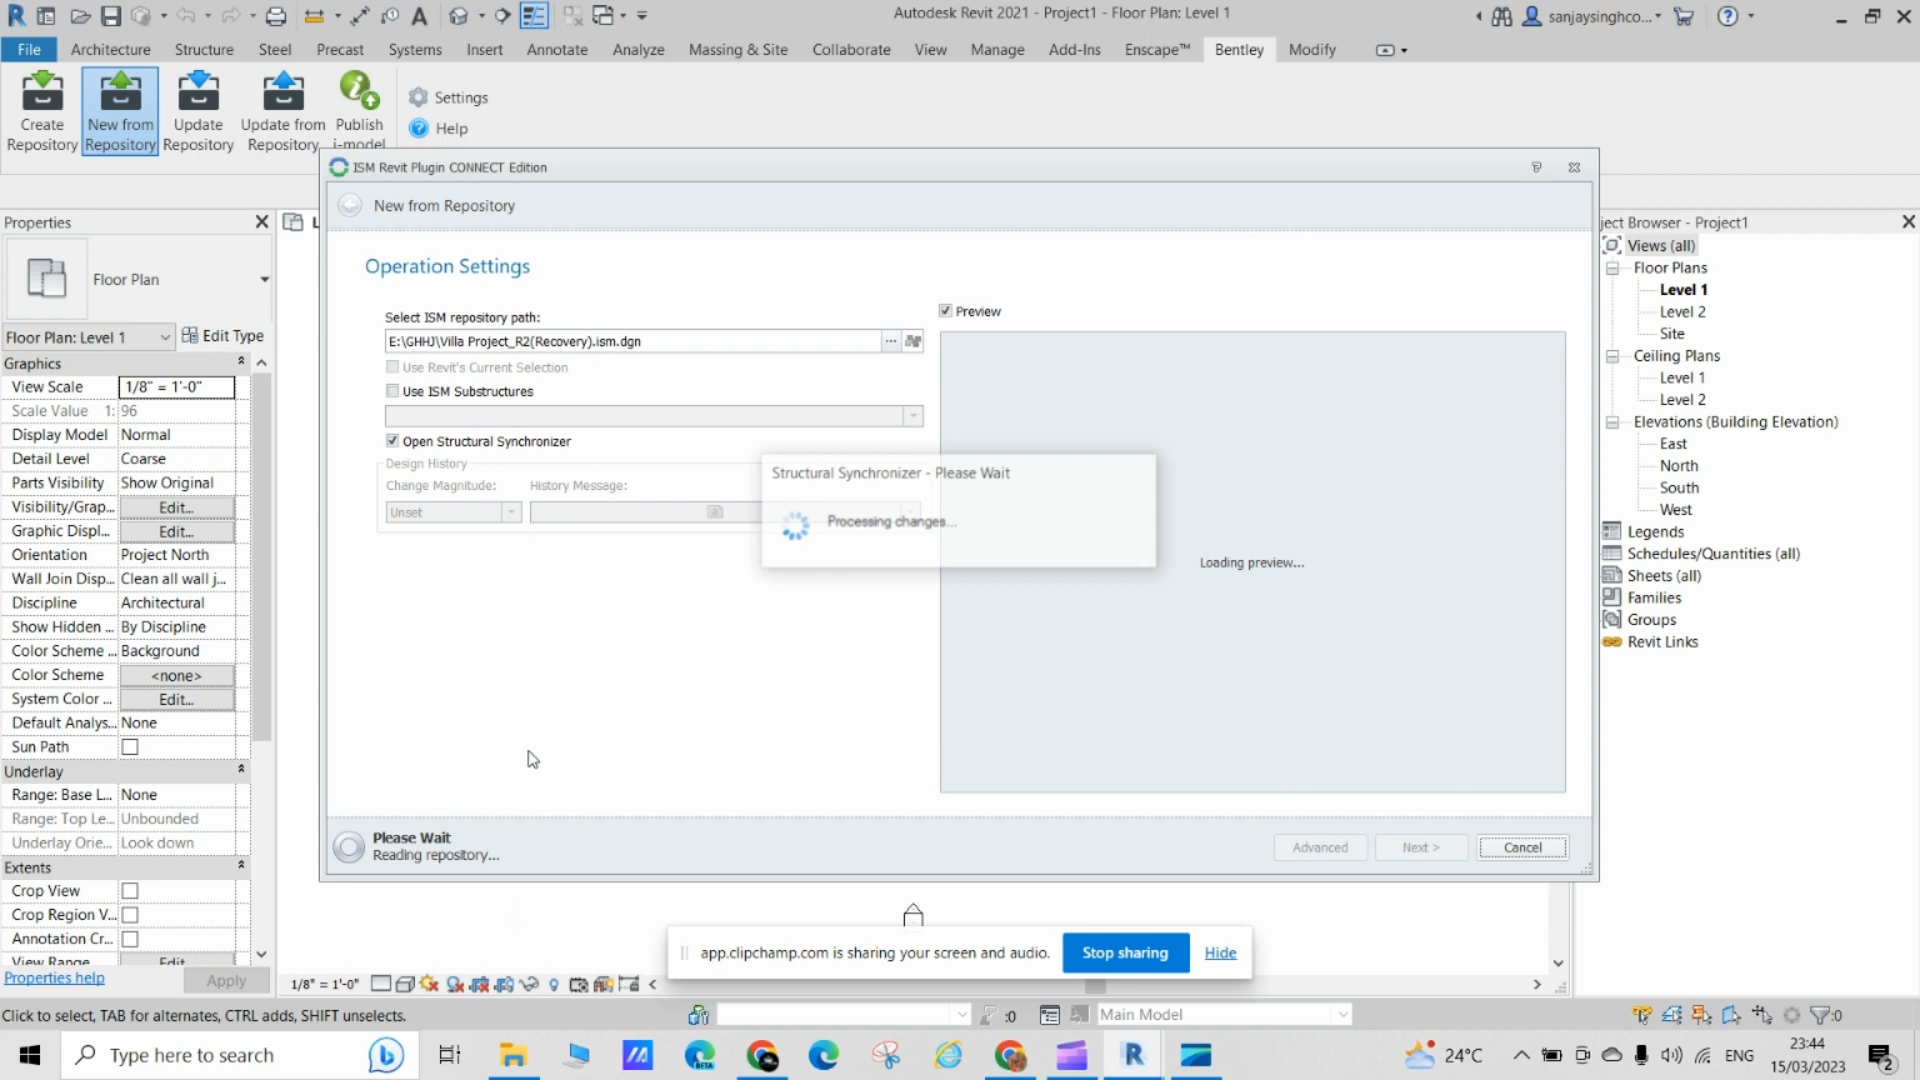 Autodesk Revit 2021 - Project1 - Floor Plan: Level 1
sanjaysinghco...
File Architecture Structure Steel Precast Systems Insert Annotate Analyze Massing & Site Collaborate View Manage Add-Ins Enscape™ Bentley Modify
Create Repository
New from Repository
Update Repository
Update from Repository
Publish i-model
Settings
Help
ISM Revit Plugin CONNECT Edition
New from Repository
Operation Settings
Select ISM repository path:
E:\GHHJ\Villa Project_R2(Recovery).ism.dgn
Use Revit's Current Selection
Use ISM Substructures
Open Structural Synchronizer
Design History
Change Magnitude: History Message:
Unset
Preview
Loading preview...
Structural Synchronizer - Please Wait
Processing changes...
Please Wait
Reading repository...
Advanced
Next >
Cancel
Properties
Floor Plan
Floor Plan: Level 1 Edit Type
Graphics
View Scale 1/8" = 1'-0"
Scale Value 1: 96
Display Model Normal
Detail Level Coarse
Parts Visibility Show Original
Visibility/Grap... Edit...
Graphic Displ... Edit...
Orientation Project North
Wall Join Disp... Clean all wall j...
Discipline Architectural
Show Hidden ... By Discipline
Color Scheme ... Background
Color Scheme <none>
System Color ... Edit...
Default Analys... None
Sun Path
Underlay
Range: Base L... None
Range: Top Le... Unbounded
Underlay Orie... Look down
Extents
Crop View
Crop Region V...
Annotation Cr...
View Range Edit...
Properties help
Apply
ject Browser - Project1
Views (all)
Floor Plans
Level 1
Level 2
Site
Ceiling Plans
Level 1
Level 2
Elevations (Building Elevation)
East
North
South
West
Legends
Schedules/Quantities (all)
Sheets (all)
Families
Groups
Revit Links
app.clipchamp.com is sharing your screen and audio.
Stop sharing
Hide
1/8" = 1'-0"
Click to select, TAB for alternates, CTRL adds, SHIFT unselects.
:0
Main Model
:0
Type here to search
BETA
24°C
ENG
23:44
15/03/2023
2